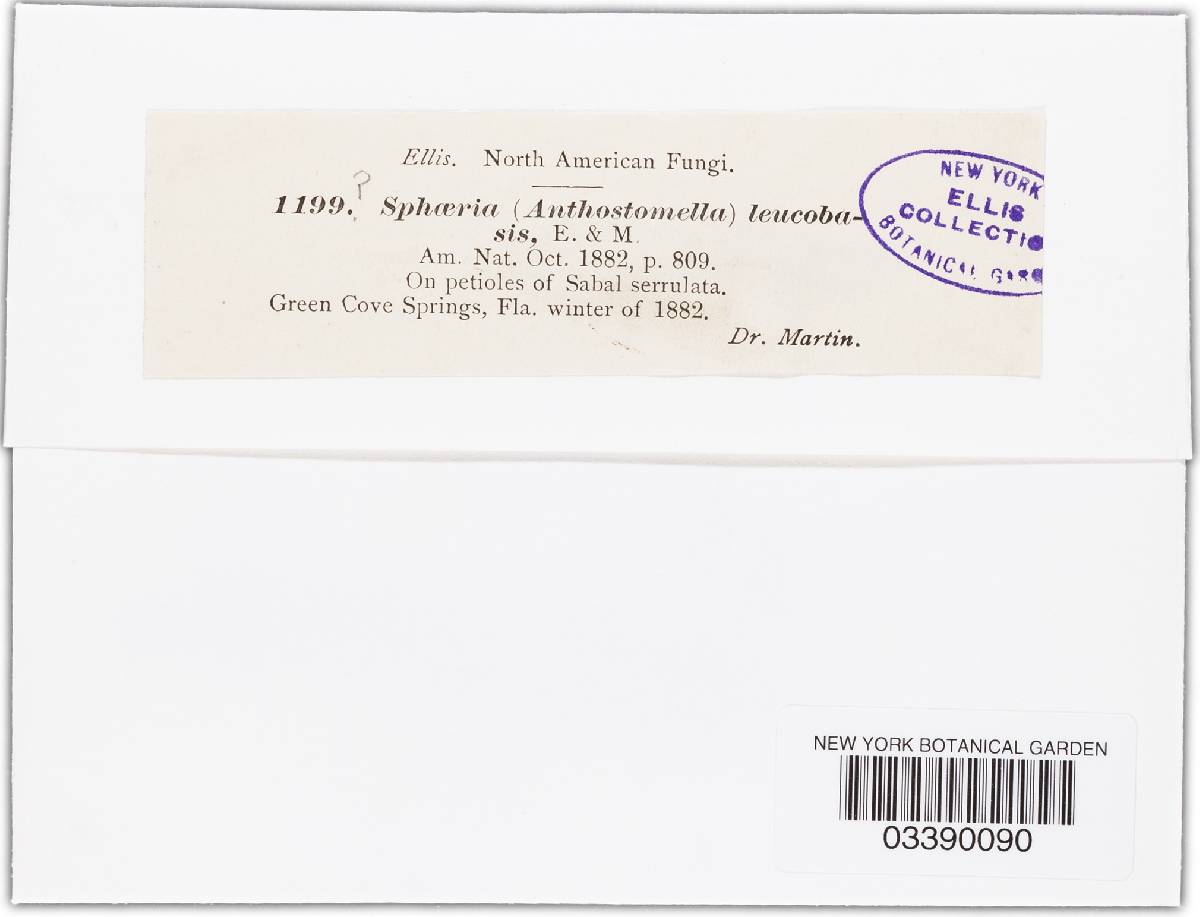 Ellis. North American Fungi.
?
1199. Sphæria (Anthostomella) leucoba-
sis, E. & M.
Am. Nat. Oct. 1882, p. 809.
On petioles of Sabal serrulata.
Green Cove Springs, Fla. winter of 1882.
Dr. Martin.
NEW YORK
ELLIS
COLLECTIO
BOTANICAL GAR
NEW YORK BOTANICAL GARDEN
03390090